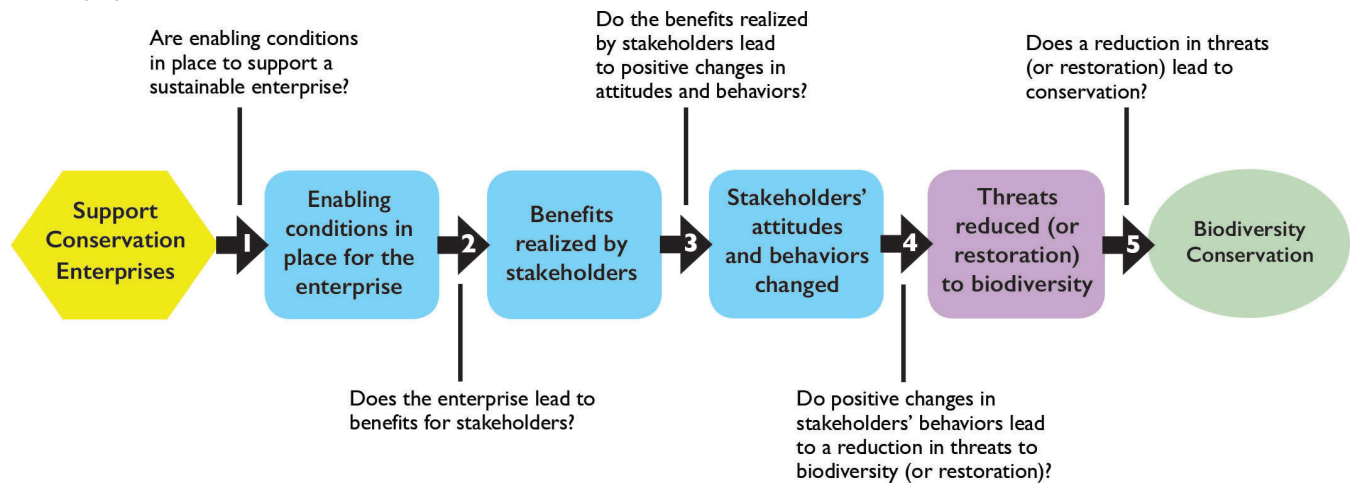 Are enabling conditions
in place to support a
sustainable enterprise?
Do the benefits realized
by stakeholders lead
to positive changes in
attitudes and behaviors?
Does a reduction in threats
(or restoration) lead to
conservation?
Support
Conservation
Enterprises
1
Enabling
conditions in
place for the
enterprise
2
Benefits
realized by
stakeholders
3
Stakeholders’
attitudes
and behaviors
changed
4
Threats
reduced (or
restoration)
to biodiversity
5
Biodiversity
Conservation
Does the enterprise lead to
benefits for stakeholders?
Do positive changes in
stakeholders’ behaviors lead
to a reduction in threats to
biodiversity (or restoration)?